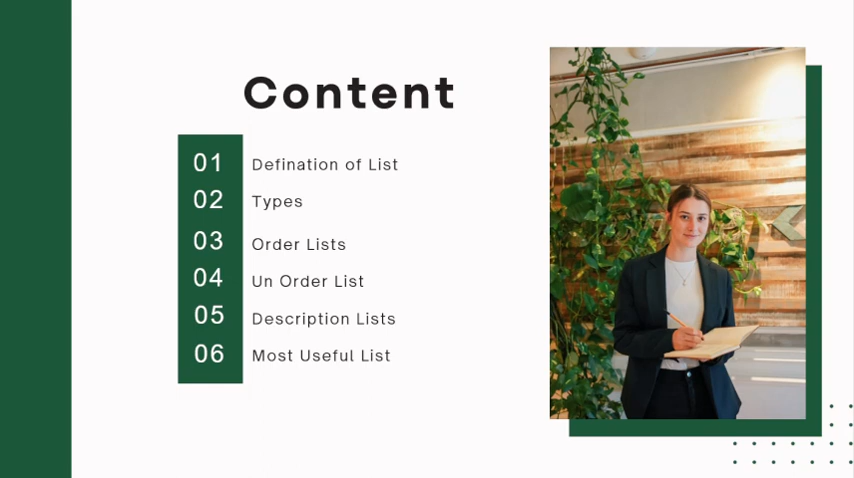 Content
01 Defination of List
02 Types
03 Order Lists
04 Un Order List
05 Description Lists
06 Most Useful List